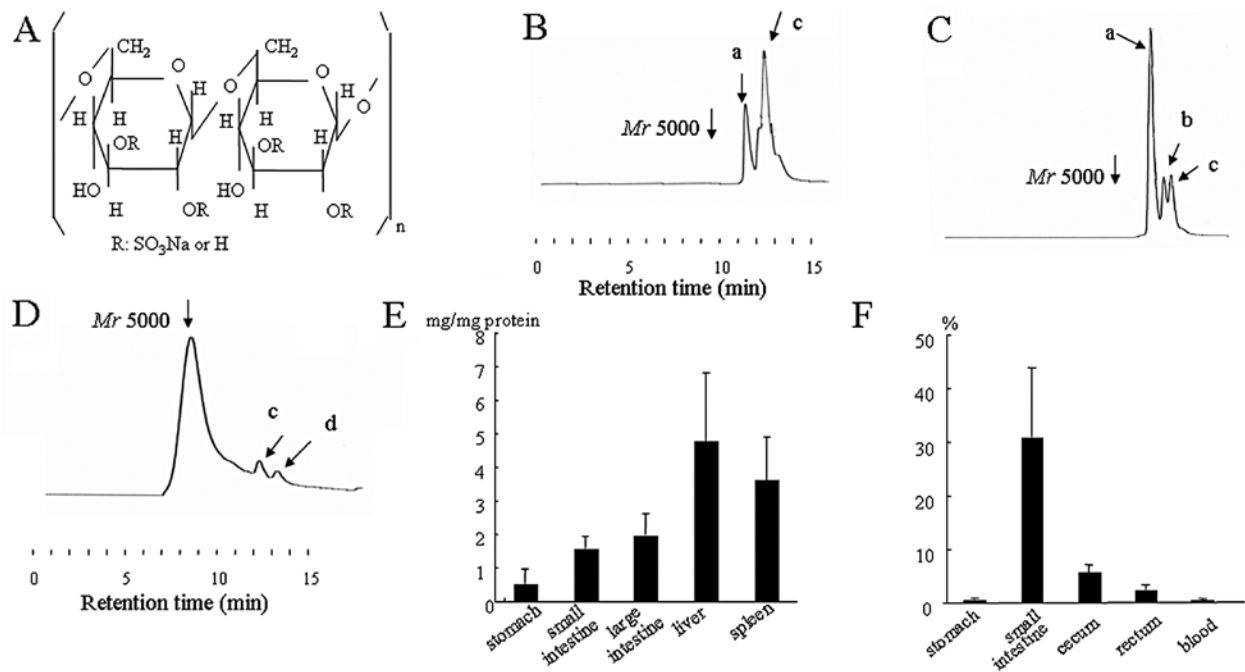 A
CH2
CH2
O
O
O
O
O
H
H
H
H
H
H
OR
H
OR
H
HO
HO
H
OR
H
OR
n
R: SO3Na or H
B
a
c
Mr 5000
0 5 10 15
Retention time (min)
C
a
b
c
Mr 5000
D
Mr 5000
c
d
0 5 10 15
Retention time (min)
E
mg/mg protein
8
7
6
5
4
3
2
1
0
stomach
small intestine
large intestine
liver
spleen
F
%
50
40
30
20
10
0
stomach
small intestine
cecum
rectum
blood